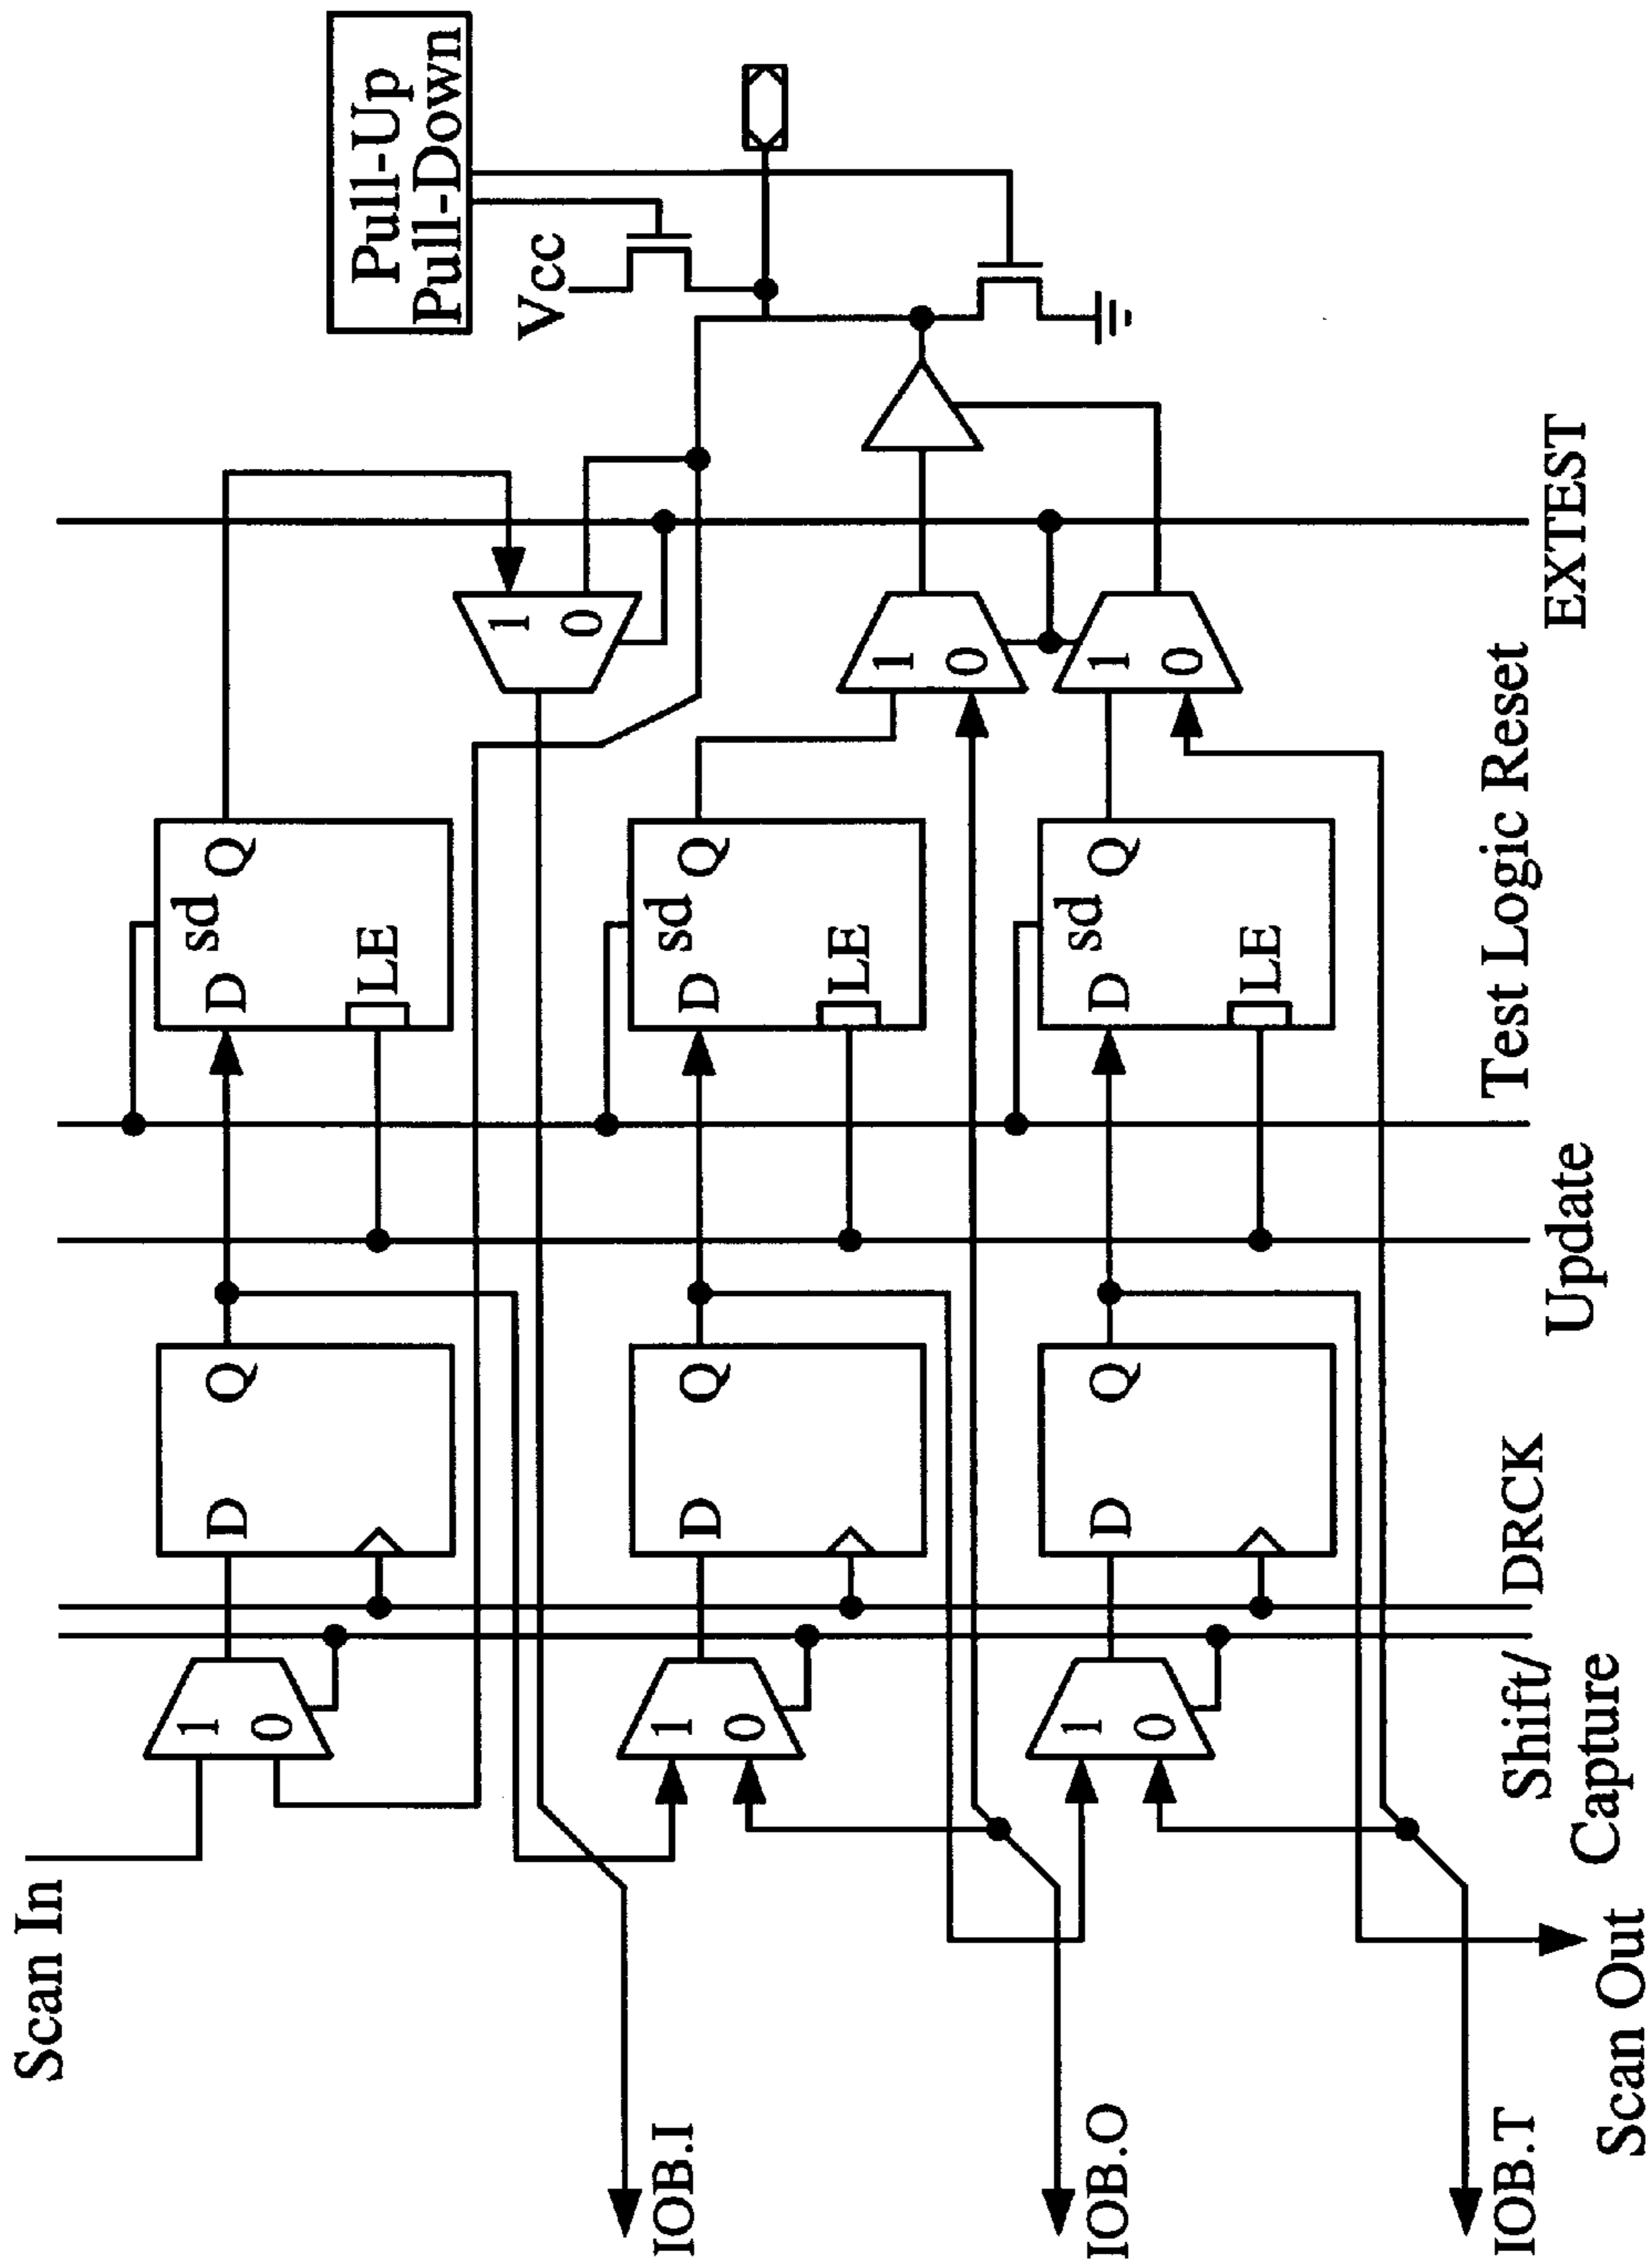 Scan In
1
0
D
Q
D
sd
Q
LE
1
0
Vcc
Pull-Up
Pull-Down
IOB.I
1
0
D
Q
D
sd
Q
LE
1
0
IOB.O
1
0
D
Q
D
sd
Q
LE
1
0
IOB.T
Scan Out
Shift/
Capture
DRCK
Update
Test Logic Reset
EXTEST